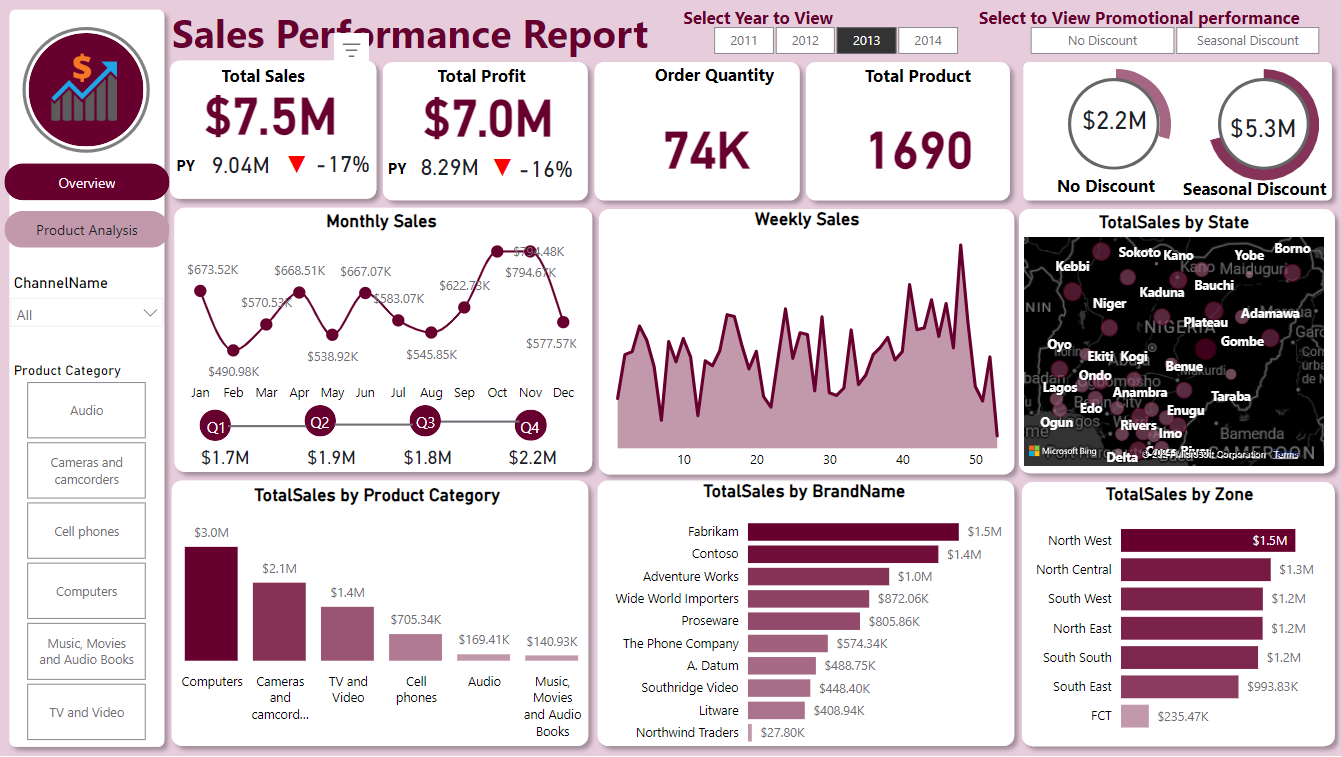 Sales Performance Report
Select Year to View
2011 2012 2013 2014
Select to View Promotional performance
No Discount Seasonal Discount
Overview
Product Analysis
ChannelName
All
Product Category
Audio
Cameras and
camcorders
Cell phones
Computers
Music, Movies
and Audio Books
TV and Video
Total Sales
$7.5M
PY 9.04M -17%
Total Profit
$7.0M
PY 8.29M -16%
Order Quantity
74K
Total Product
1690
$2.2M
No Discount
$5.3M
Seasonal Discount
Monthly Sales
$673.52K
$490.98K
$570.53K
$668.51K
$538.92K
$667.07K
$583.07K
$545.85K
$622.73K
$794.67K
$794.48K
$577.57K
Jan Feb Mar Apr May Jun Jul Aug Sep Oct Nov Dec
Q1 Q2 Q3 Q4
$1.7M $1.9M $1.8M $2.2M
Weekly Sales
10 20 30 40 50
TotalSales by State
Sokoto Kano Yobe Borno
Kebbi
Kano Maiduguri
Kaduna Bauchi
Niger
Adamawa
NIGERIA Plateau
Gombe
Oyo
Ekiti Kogi
Benue
Makurdi
Ondo
Lagos
Anambra
Taraba
Edo
Enugu
Ogun
Rivers
Imo
Bamenda
Delta
CAMEROON
Microsoft Bing
Microsoft Corporation Terms
TotalSales by Product Category
$3.0M
$2.1M
$1.4M
$705.34K
$169.41K
$140.93K
Computers
Cameras
and
camcord...
TV and
Video
Cell
phones
Audio
Music,
Movies
and Audio
Books
TotalSales by BrandName
Fabrikam $1.5M
Contoso $1.4M
Adventure Works $1.0M
Wide World Importers $872.06K
Proseware $805.86K
The Phone Company $574.34K
A. Datum $488.75K
Southridge Video $448.40K
Litware $408.94K
Northwind Traders $27.80K
TotalSales by Zone
North West $1.5M
North Central $1.3M
South West $1.2M
North East $1.2M
South South $1.2M
South East $993.83K
FCT $235.47K